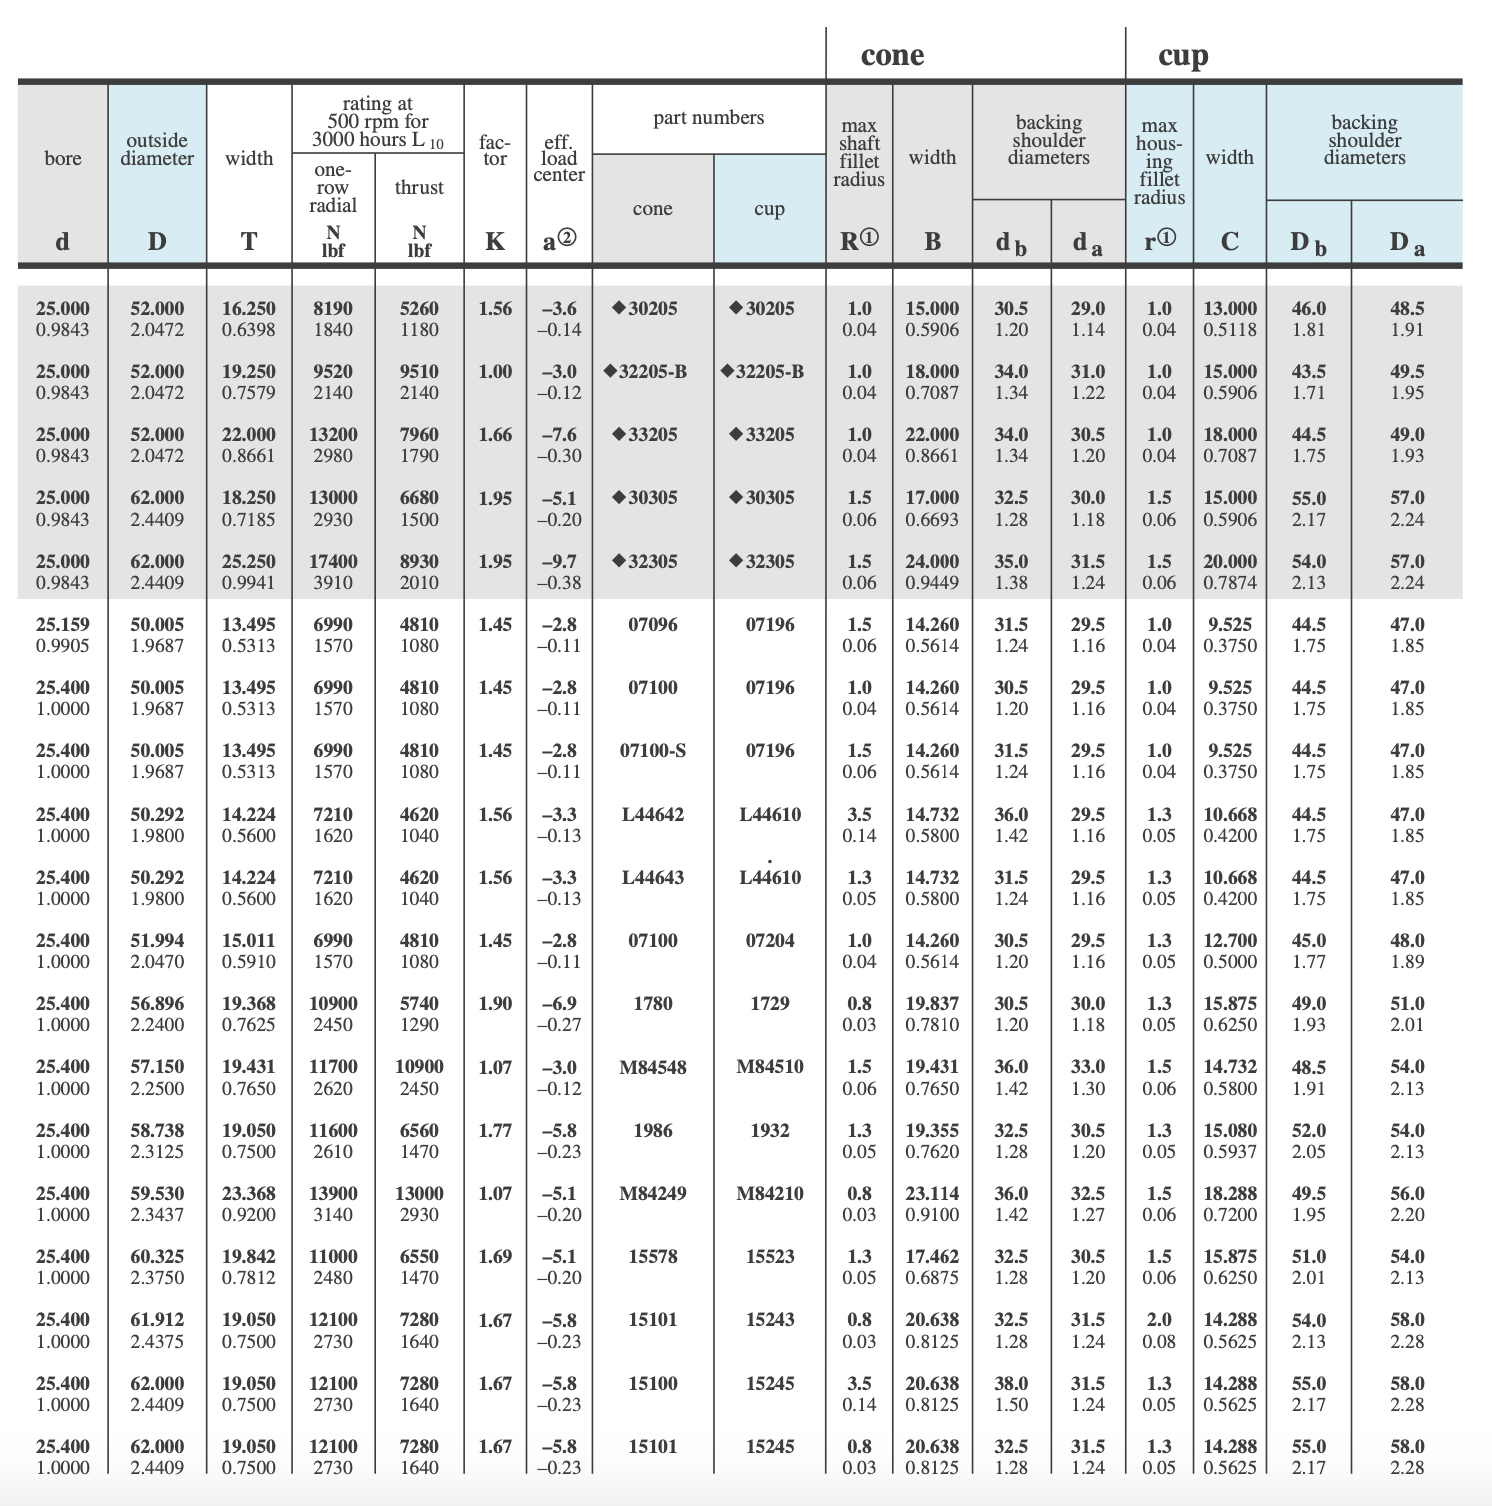 cone cup
bore outside diameter width rating at 500 rpm for 3000 hours L 10 fac- tor eff. load center part numbers max shaft fillet radius width backing shoulder diameters max hous- ing fillet radius width backing shoulder diameters
one- row radial thrust cone cup
d D T N lbf N lbf K a② R① B d b d a r① C D b D a
25.000 52.000 16.250 8190 5260 1.56 –3.6 ◆30205 ◆30205 1.0 15.000 30.5 29.0 1.0 13.000 46.0 48.5
0.9843 2.0472 0.6398 1840 1180 –0.14 0.04 0.5906 1.20 1.14 0.04 0.5118 1.81 1.91
25.000 52.000 19.250 9520 9510 1.00 –3.0 ◆32205-B ◆32205-B 1.0 18.000 34.0 31.0 1.0 15.000 43.5 49.5
0.9843 2.0472 0.7579 2140 2140 –0.12 0.04 0.7087 1.34 1.22 0.04 0.5906 1.71 1.95
25.000 52.000 22.000 13200 7960 1.66 –7.6 ◆33205 ◆33205 1.0 22.000 34.0 30.5 1.0 18.000 44.5 49.0
0.9843 2.0472 0.8661 2980 1790 –0.30 0.04 0.8661 1.34 1.20 0.04 0.7087 1.75 1.93
25.000 62.000 18.250 13000 6680 1.95 –5.1 ◆30305 ◆30305 1.5 17.000 32.5 30.0 1.5 15.000 55.0 57.0
0.9843 2.4409 0.7185 2930 1500 –0.20 0.06 0.6693 1.28 1.18 0.06 0.5906 2.17 2.24
25.000 62.000 25.250 17400 8930 1.95 –9.7 ◆32305 ◆32305 1.5 24.000 35.0 31.5 1.5 20.000 54.0 57.0
0.9843 2.4409 0.9941 3910 2010 –0.38 0.06 0.9449 1.38 1.24 0.06 0.7874 2.13 2.24
25.159 50.005 13.495 6990 4810 1.45 –2.8 07096 07196 1.5 14.260 31.5 29.5 1.0 9.525 44.5 47.0
0.9905 1.9687 0.5313 1570 1080 –0.11 0.06 0.5614 1.24 1.16 0.04 0.3750 1.75 1.85
25.400 50.005 13.495 6990 4810 1.45 –2.8 07100 07196 1.0 14.260 30.5 29.5 1.0 9.525 44.5 47.0
1.0000 1.9687 0.5313 1570 1080 –0.11 0.04 0.5614 1.20 1.16 0.04 0.3750 1.75 1.85
25.400 50.005 13.495 6990 4810 1.45 –2.8 07100-S 07196 1.5 14.260 31.5 29.5 1.0 9.525 44.5 47.0
1.0000 1.9687 0.5313 1570 1080 –0.11 0.06 0.5614 1.24 1.16 0.04 0.3750 1.75 1.85
25.400 50.292 14.224 7210 4620 1.56 –3.3 L44642 L44610 3.5 14.732 36.0 29.5 1.3 10.668 44.5 47.0
1.0000 1.9800 0.5600 1620 1040 –0.13 0.14 0.5800 1.42 1.16 0.05 0.4200 1.75 1.85
25.400 50.292 14.224 7210 4620 1.56 –3.3 L44643 L44610 1.3 14.732 31.5 29.5 1.3 10.668 44.5 47.0
1.0000 1.9800 0.5600 1620 1040 –0.13 0.05 0.5800 1.24 1.16 0.05 0.4200 1.75 1.85
25.400 51.994 15.011 6990 4810 1.45 –2.8 07100 07204 1.0 14.260 30.5 29.5 1.3 12.700 45.0 48.0
1.0000 2.0470 0.5910 1570 1080 –0.11 0.04 0.5614 1.20 1.16 0.05 0.5000 1.77 1.89
25.400 56.896 19.368 10900 5740 1.90 –6.9 1780 1729 0.8 19.837 30.5 30.0 1.3 15.875 49.0 51.0
1.0000 2.2400 0.7625 2450 1290 –0.27 0.03 0.7810 1.20 1.18 0.05 0.6250 1.93 2.01
25.400 57.150 19.431 11700 10900 1.07 –3.0 M84548 M84510 1.5 19.431 36.0 33.0 1.5 14.732 48.5 54.0
1.0000 2.2500 0.7650 2620 2450 –0.12 0.06 0.7650 1.42 1.30 0.06 0.5800 1.91 2.13
25.400 58.738 19.050 11600 6560 1.77 –5.8 1986 1932 1.3 19.355 32.5 30.5 1.3 15.080 52.0 54.0
1.0000 2.3125 0.7500 2610 1470 –0.23 0.05 0.7620 1.28 1.20 0.05 0.5937 2.05 2.13
25.400 59.530 23.368 13900 13000 1.07 –5.1 M84249 M84210 0.8 23.114 36.0 32.5 1.5 18.288 49.5 56.0
1.0000 2.3437 0.9200 3140 2930 –0.20 0.03 0.9100 1.42 1.27 0.06 0.7200 1.95 2.20
25.400 60.325 19.842 11000 6550 1.69 –5.1 15578 15523 1.3 17.462 32.5 30.5 1.5 15.875 51.0 54.0
1.0000 2.3750 0.7812 2480 1470 –0.20 0.05 0.6875 1.28 1.20 0.06 0.6250 2.01 2.13
25.400 61.912 19.050 12100 7280 1.67 –5.8 15101 15243 0.8 20.638 32.5 31.5 2.0 14.288 54.0 58.0
1.0000 2.4375 0.7500 2730 1640 –0.23 0.03 0.8125 1.28 1.24 0.08 0.5625 2.13 2.28
25.400 62.000 19.050 12100 7280 1.67 –5.8 15100 15245 3.5 20.638 38.0 31.5 1.3 14.288 55.0 58.0
1.0000 2.4409 0.7500 2730 1640 –0.23 0.14 0.8125 1.50 1.24 0.05 0.5625 2.17 2.28
25.400 62.000 19.050 12100 7280 1.67 –5.8 15101 15245 0.8 20.638 32.5 31.5 1.3 14.288 55.0 58.0
1.0000 2.4409 0.7500 2730 1640 –0.23 0.03 0.8125 1.28 1.24 0.05 0.5625 2.17 2.28